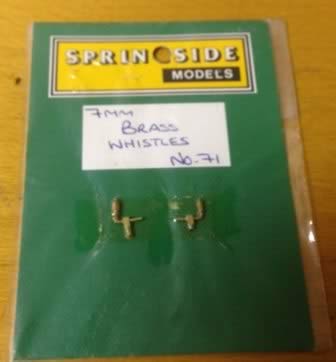 SPRINGSIDE
MODELS
7MM
BRASS
WHISTLES
No. 71